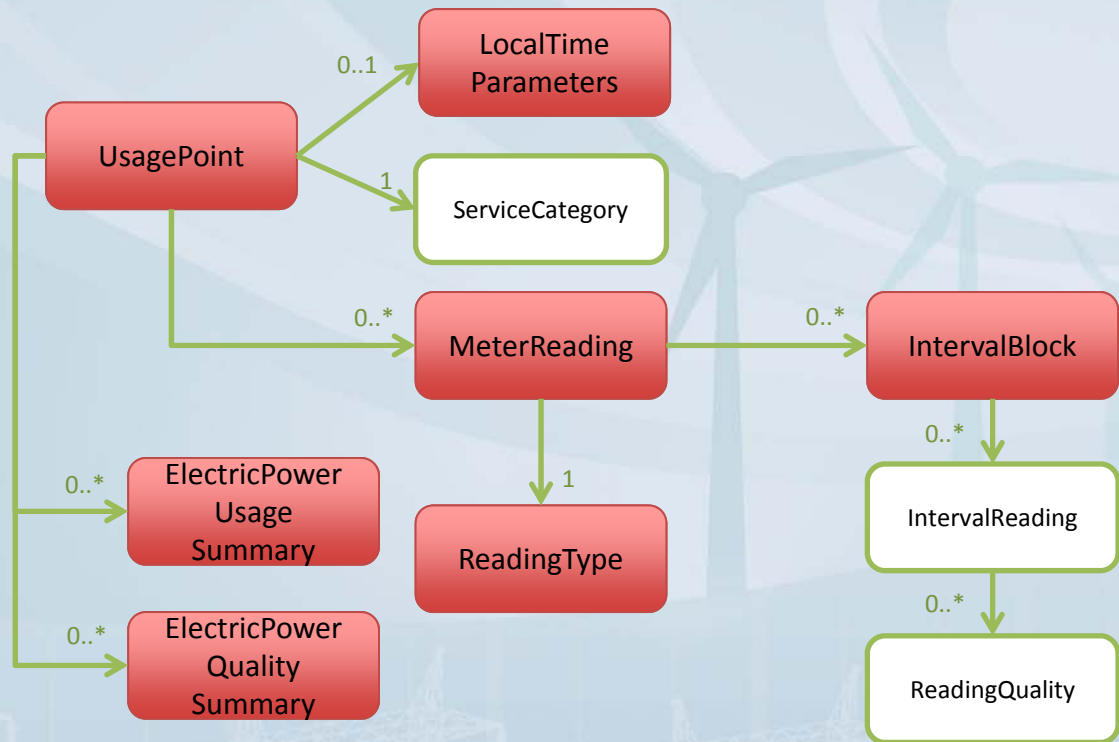 LocalTime
Parameters
0..1
UsagePoint
1
ServiceCategory
0..*
MeterReading
0..*
IntervalBlock
0..*
ElectricPower
Usage
Summary
0..*
1
ReadingType
IntervalReading
0..*
ElectricPower
Quality
Summary
0..*
0..*
ReadingQuality